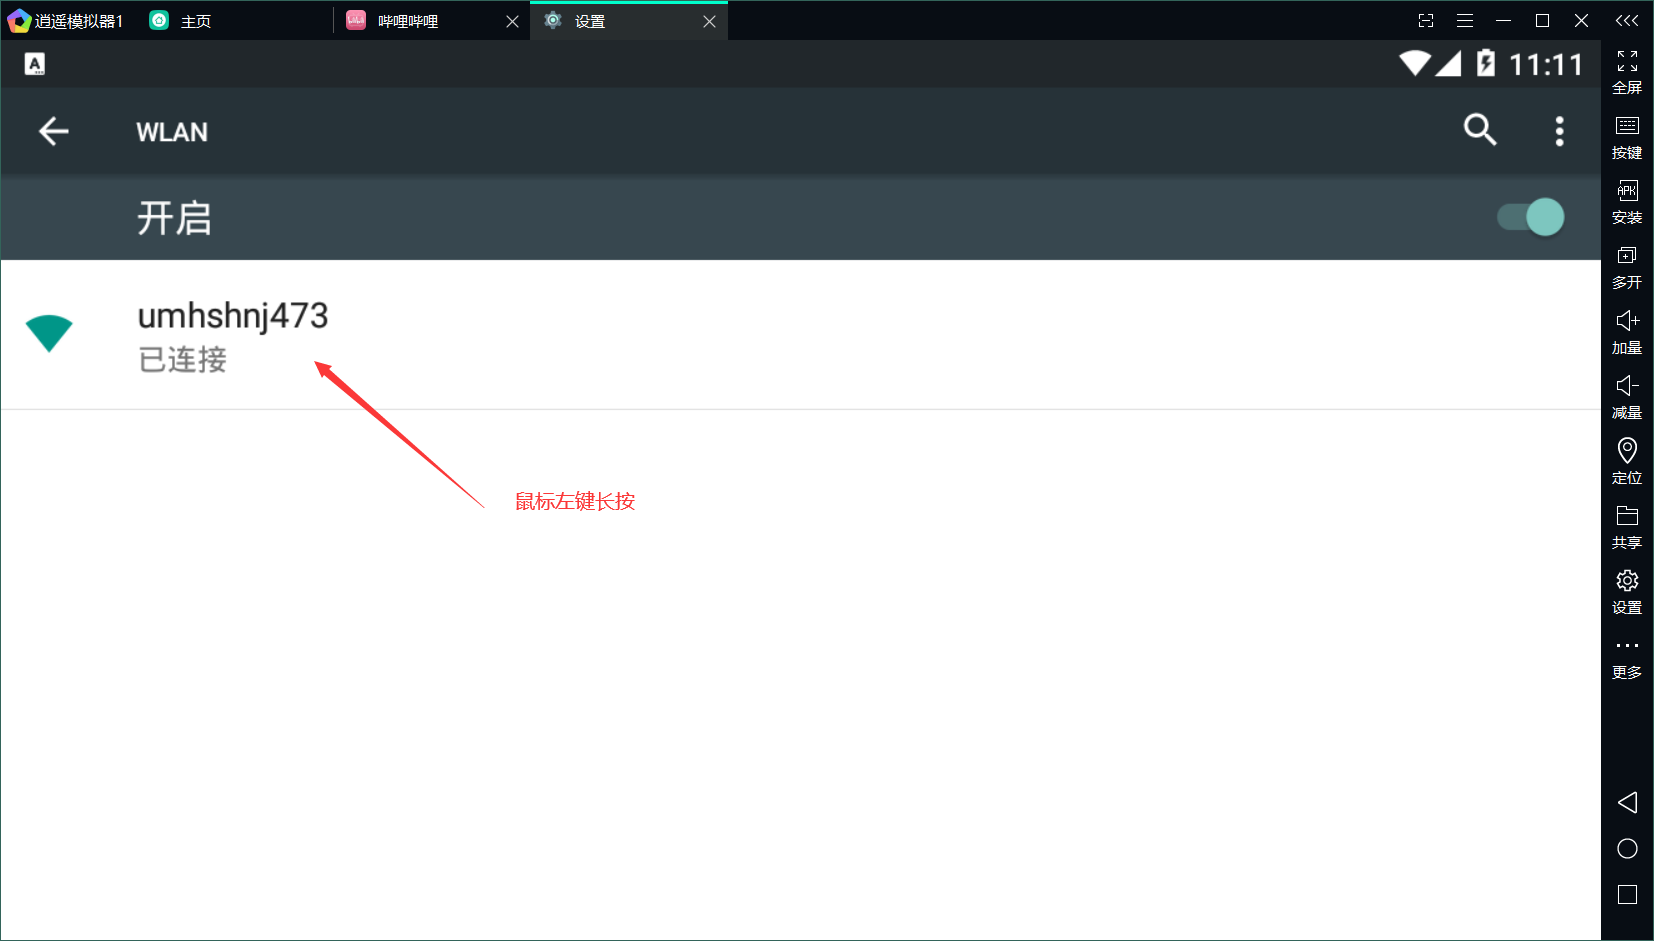 逍遥模拟器1
主页
哔哩哔哩
设置
A
11:11
WLAN
开启
umhshnj473
已连接
鼠标左键长按
全屏
按键
APK
安装
多开
加量
减量
定位
共享
设置
更多